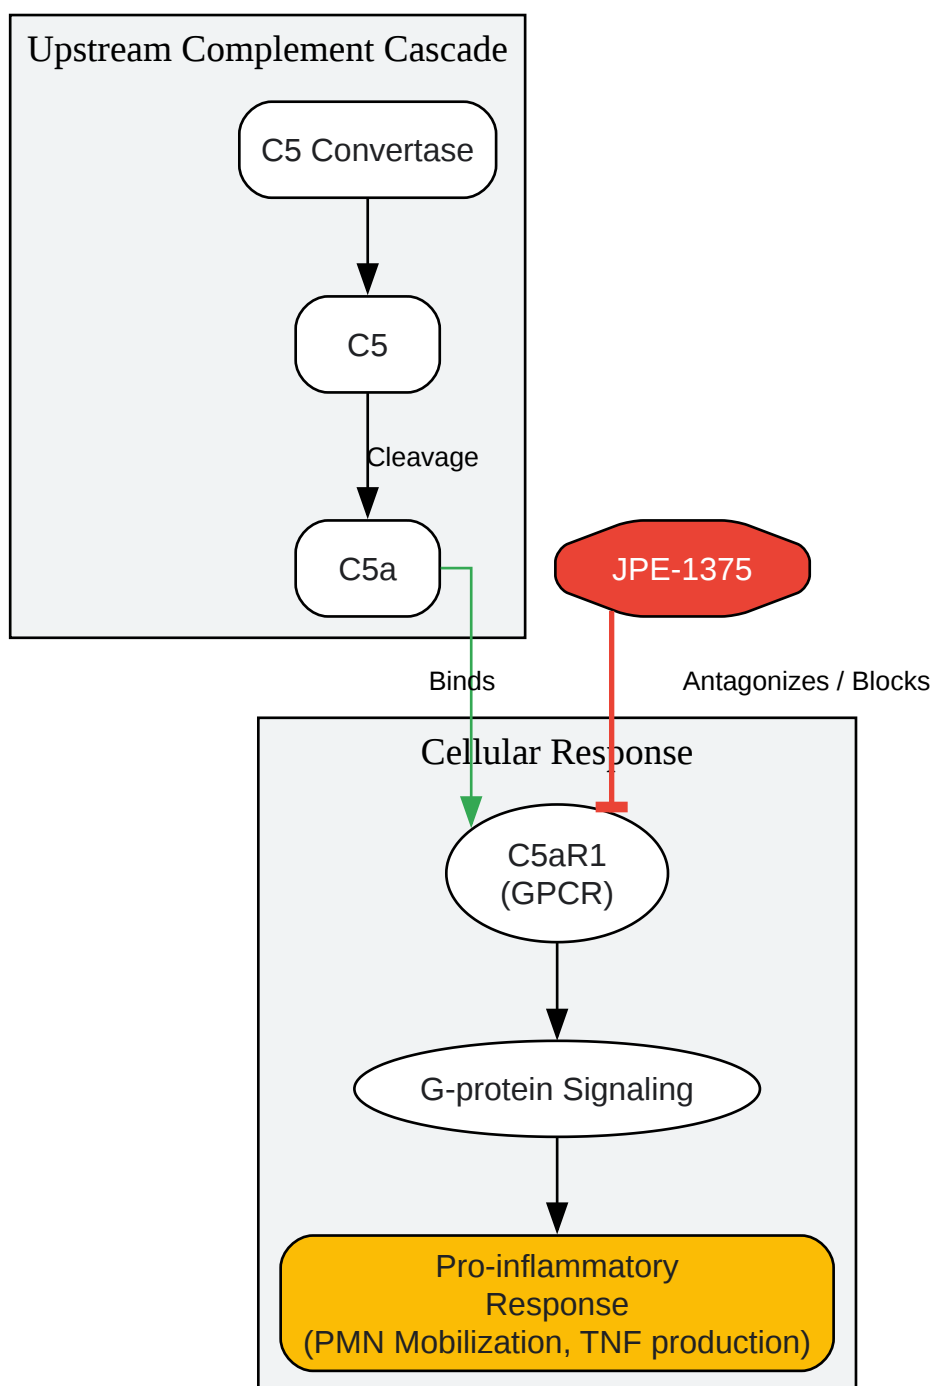 Upstream Complement Cascade
C5 Convertase
C5
Cleavage
C5a
JPE-1375
Binds
Antagonizes / Blocks
Cellular Response
C5aR1
(GPCR)
G-protein Signaling
Pro-inflammatory
Response
(PMN Mobilization, TNF production)